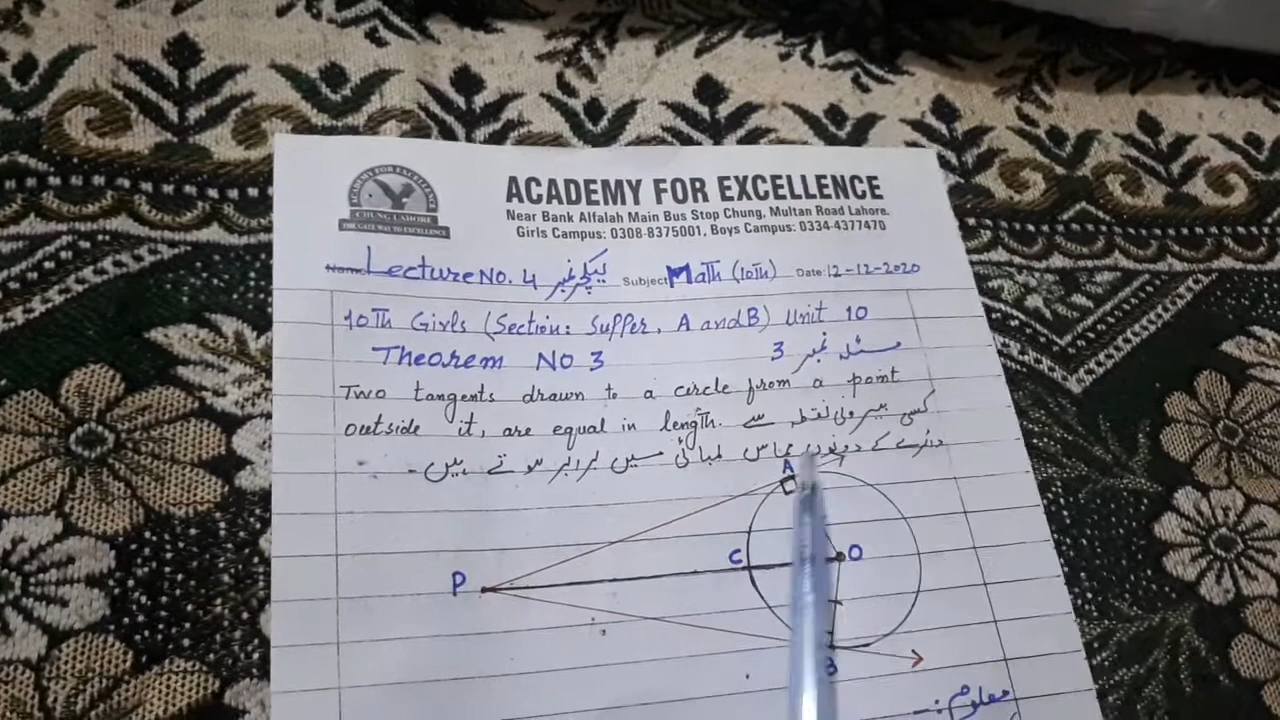 ACADEMY FOR EXCELLENCE
CHUNG LAHORE
THE GATE WAY TO EXCELLENCE
ACADEMY FOR EXCELLENCE
Near Bank Alfalah Main Bus Stop Chung, Multan Road Lahore.
Girls Campus: 0308-8375001, Boys Campus: 0334-4377470
Name Lecture No. 4 لیکچر نمبر Subject Math (10Th) Date: 12-12-2020
10Th Girls (Section: Suffer, A and B) Unit 10
Theorem No 3 مسئلہ نمبر 3
Two tangents drawn to a circle from a point
outside it, are equal in length. کسی بیرونی نقطہ سے
دائرے کے دونوں مماس لمبائی میں برابر ہوتے ہیں۔
A
C
O
P
B
معلوم:-